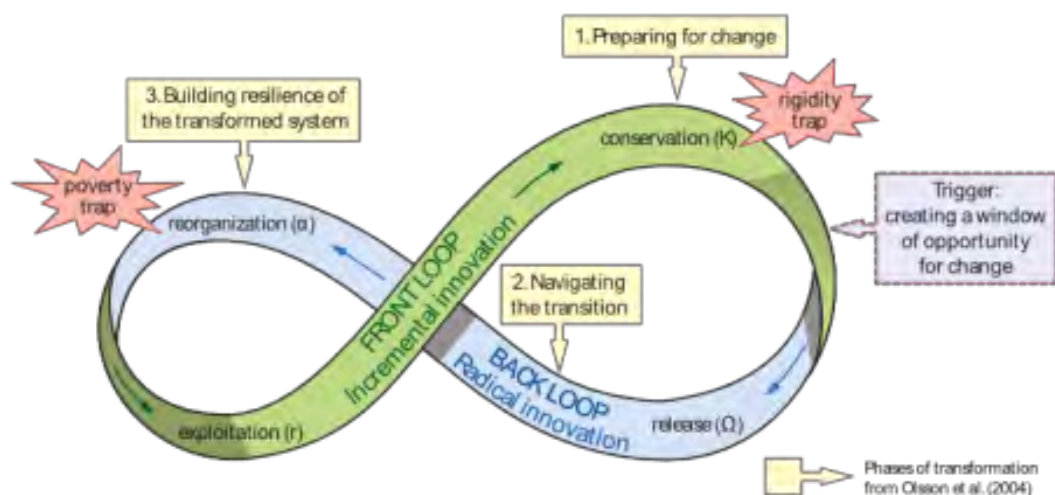 1. Preparing for change
3. Building resilience of
the transformed system
rigidity
trap
conservation (K)
poverty
trap
reorganization (α)
Trigger:
creating a window
of opportunity
for change
FRONT LOOP
Incremental innovation
2. Navigating
the transition
BACK LOOP
Radical innovation
release (Ω)
exploitation (r)
Phases of transformation
from Olsson et al. (2004)